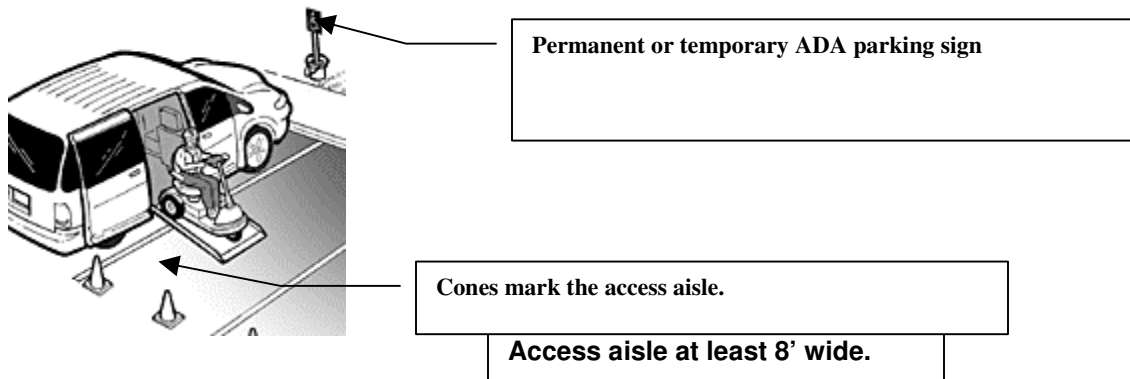 Permanent or temporary ADA parking sign
Cones mark the access aisle.
Access aisle at least 8’ wide.